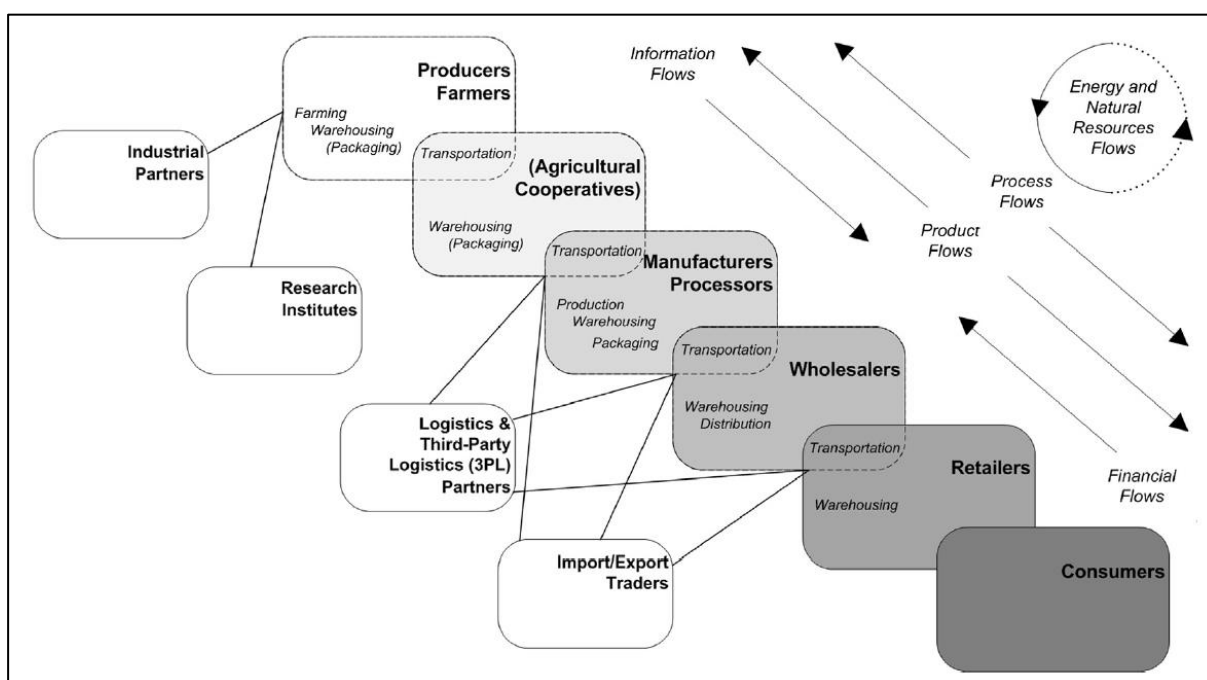 Producers
Farmers
Farming
Warehousing
(Packaging)
Transportation
Industrial
Partners
(Agricultural
Cooperatives)
Warehousing
(Packaging)
Transportation
Research
Institutes
Manufacturers
Processors
Production
Warehousing
Packaging
Transportation
Wholesalers
Warehousing
Distribution
Transportation
Logistics &
Third-Party
Logistics (3PL)
Partners
Retailers
Warehousing
Import/Export
Traders
Consumers
Information
Flows
Product
Flows
Process
Flows
Financial
Flows
Energy and
Natural
Resources
Flows